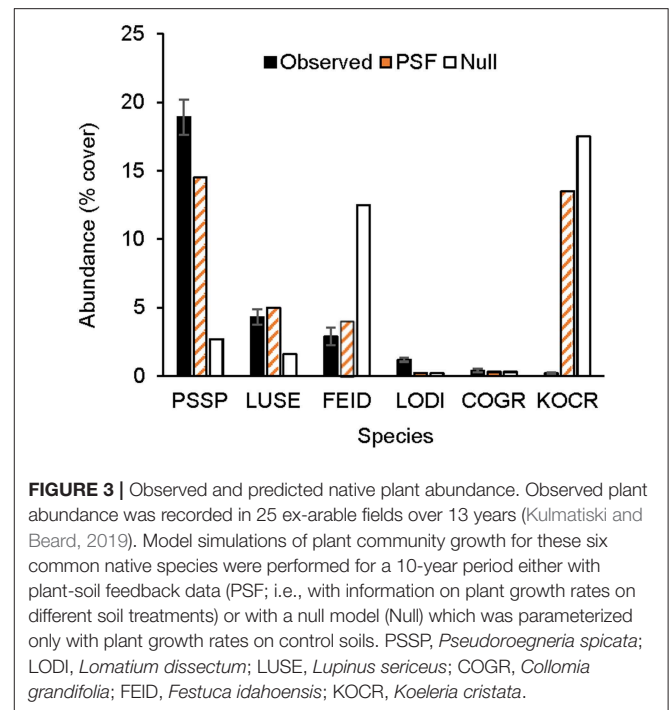 25
20
15
10
5
0
Abundance (% cover)
Observed PSF Null
PSSP LUSE FEID LODI COGR KOCR
Species
FIGURE 3 | Observed and predicted native plant abundance. Observed plant
abundance was recorded in 25 ex-arable fields over 13 years (Kulmatiski and
Beard, 2019). Model simulations of plant community growth for these six
common native species were performed for a 10-year period either with
plant-soil feedback data (PSF; i.e., with information on plant growth rates on
different soil treatments) or with a null model (Null) which was parameterized
only with plant growth rates on control soils. PSSP, Pseudoroegneria spicata;
LODI, Lomatium dissectum; LUSE, Lupinus sericeus; COGR, Collomia
grandifolia; FEID, Festuca idahoensis; KOCR, Koeleria cristata.